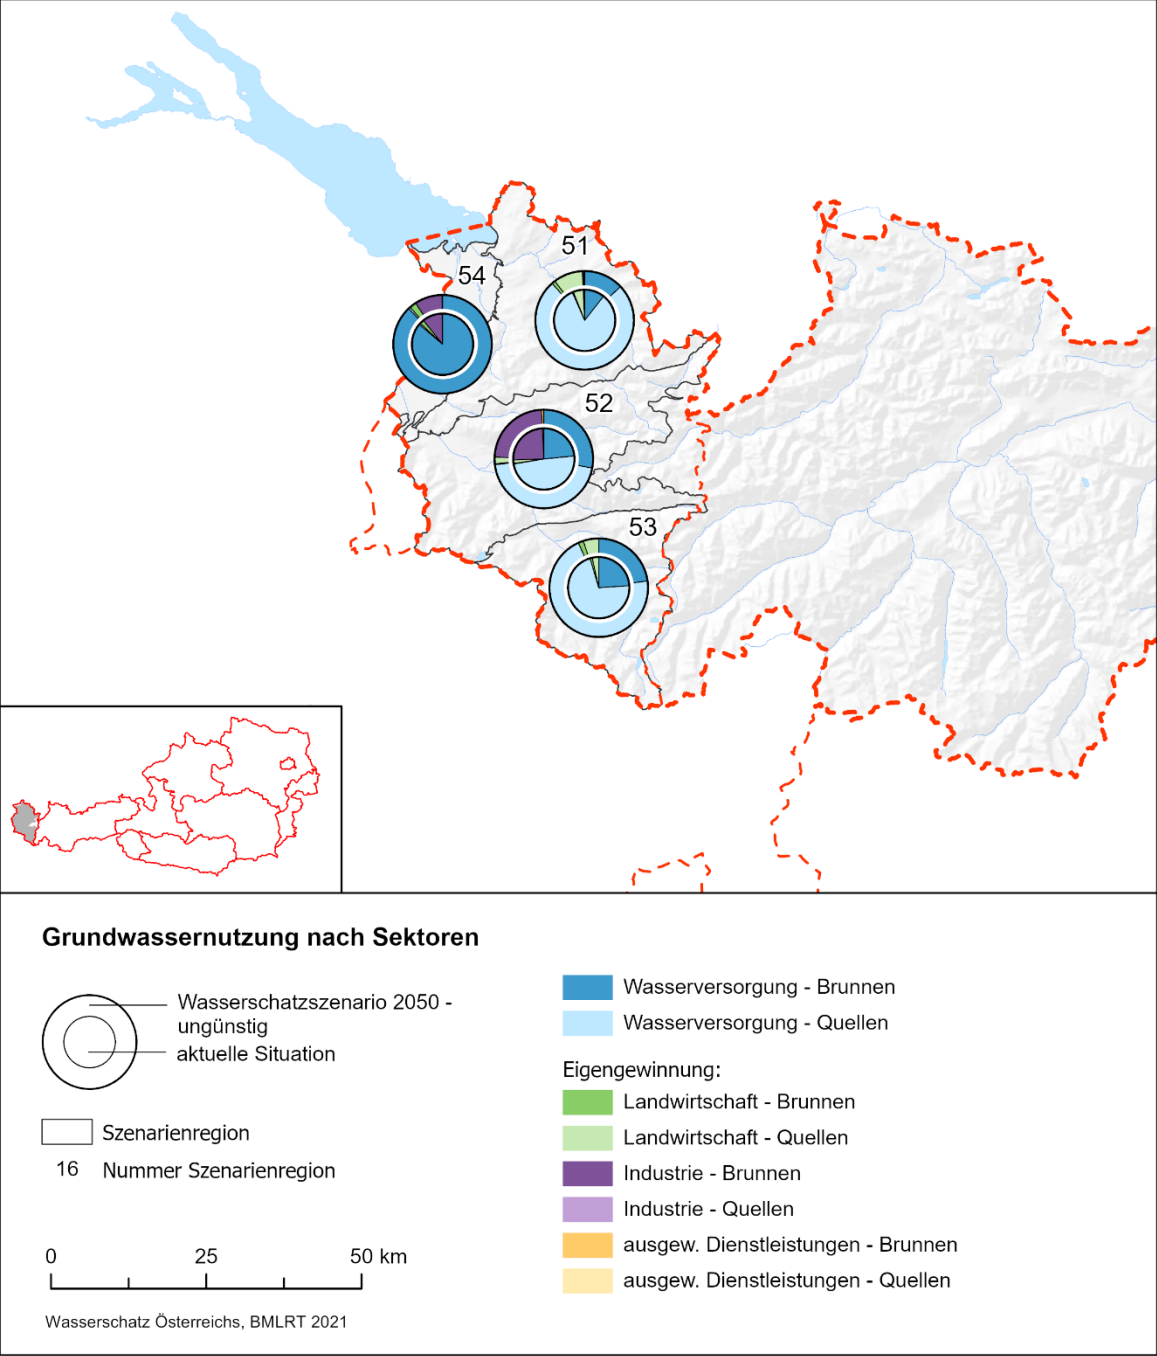 51
54
52
53
Grundwassernutzung nach Sektoren
Wasserschatzszenario 2050 -
ungünstig
aktuelle Situation
Szenarienregion
16 Nummer Szenarienregion
0 25 50 km
Wasserschatz Österreichs, BMLRT 2021
Wasserversorgung - Brunnen
Wasserversorgung - Quellen
Eigengewinnung:
Landwirtschaft - Brunnen
Landwirtschaft - Quellen
Industrie - Brunnen
Industrie - Quellen
ausgew. Dienstleistungen - Brunnen
ausgew. Dienstleistungen - Quellen